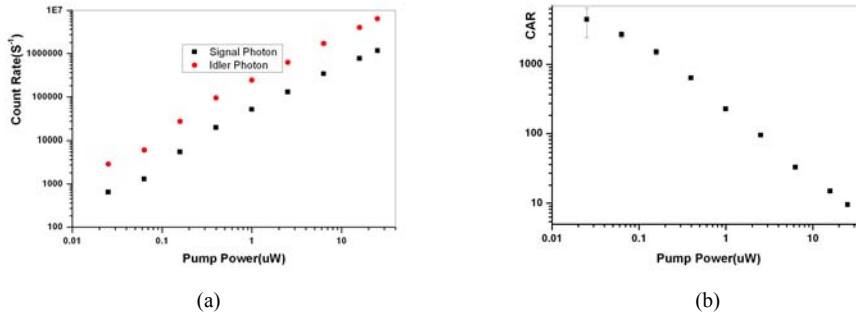 1E7
1000000
100000
10000
1000
100
Count Rate(S⁻¹)
Signal Photon
Idler Photon
0.01
0.1
1
10
Pump Power(uW)
(a)
CAR
1000
100
10
0.01
0.1
1
10
Pump Power(uW)
(b)